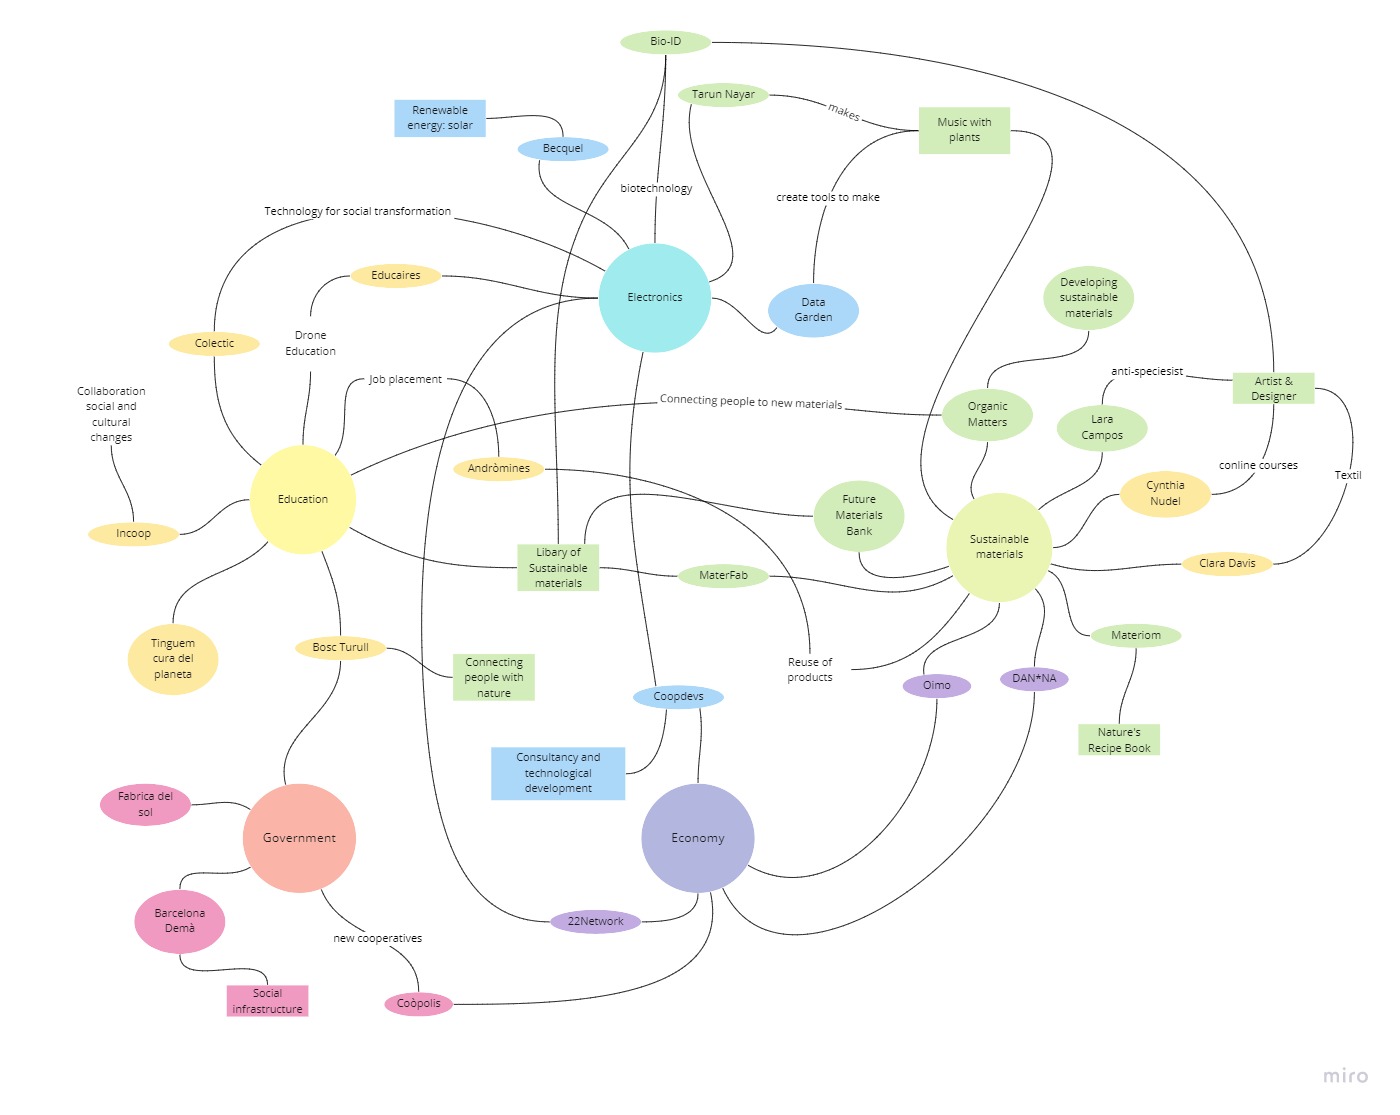 Bio-ID
Tarun Nayar
makes
Music with
plants
Renewable
energy: solar
Becquel
biotechnology
create tools to make
Technology for social transformation
Educaires
Electronics
Data
Garden
Developing
sustainable
materials
Colectic
Drone
Education
Job placement
anti-speciesist
Artist &
Designer
Collaboration
social and
cultural
changes
Connecting people to new materials
Organic
Matters
Lara
Campos
Andròmines
conline courses
Textil
Education
Future
Materials
Bank
Cynthia
Nudel
Incoop
Sustainable
materials
Libary of
Sustainable
materials
MaterFab
Clara Davis
Tinguem
cura del
planeta
Bosc Turull
Connecting
people with
nature
Reuse of
products
Materiom
Oimo
DAN*NA
Coopdevs
Nature's
Recipe Book
Consultancy and
technological
development
Fabrica del
sol
Government
Economy
Barcelona
Demà
22Network
new cooperatives
Social
infrastructure
Coòpolis
miro